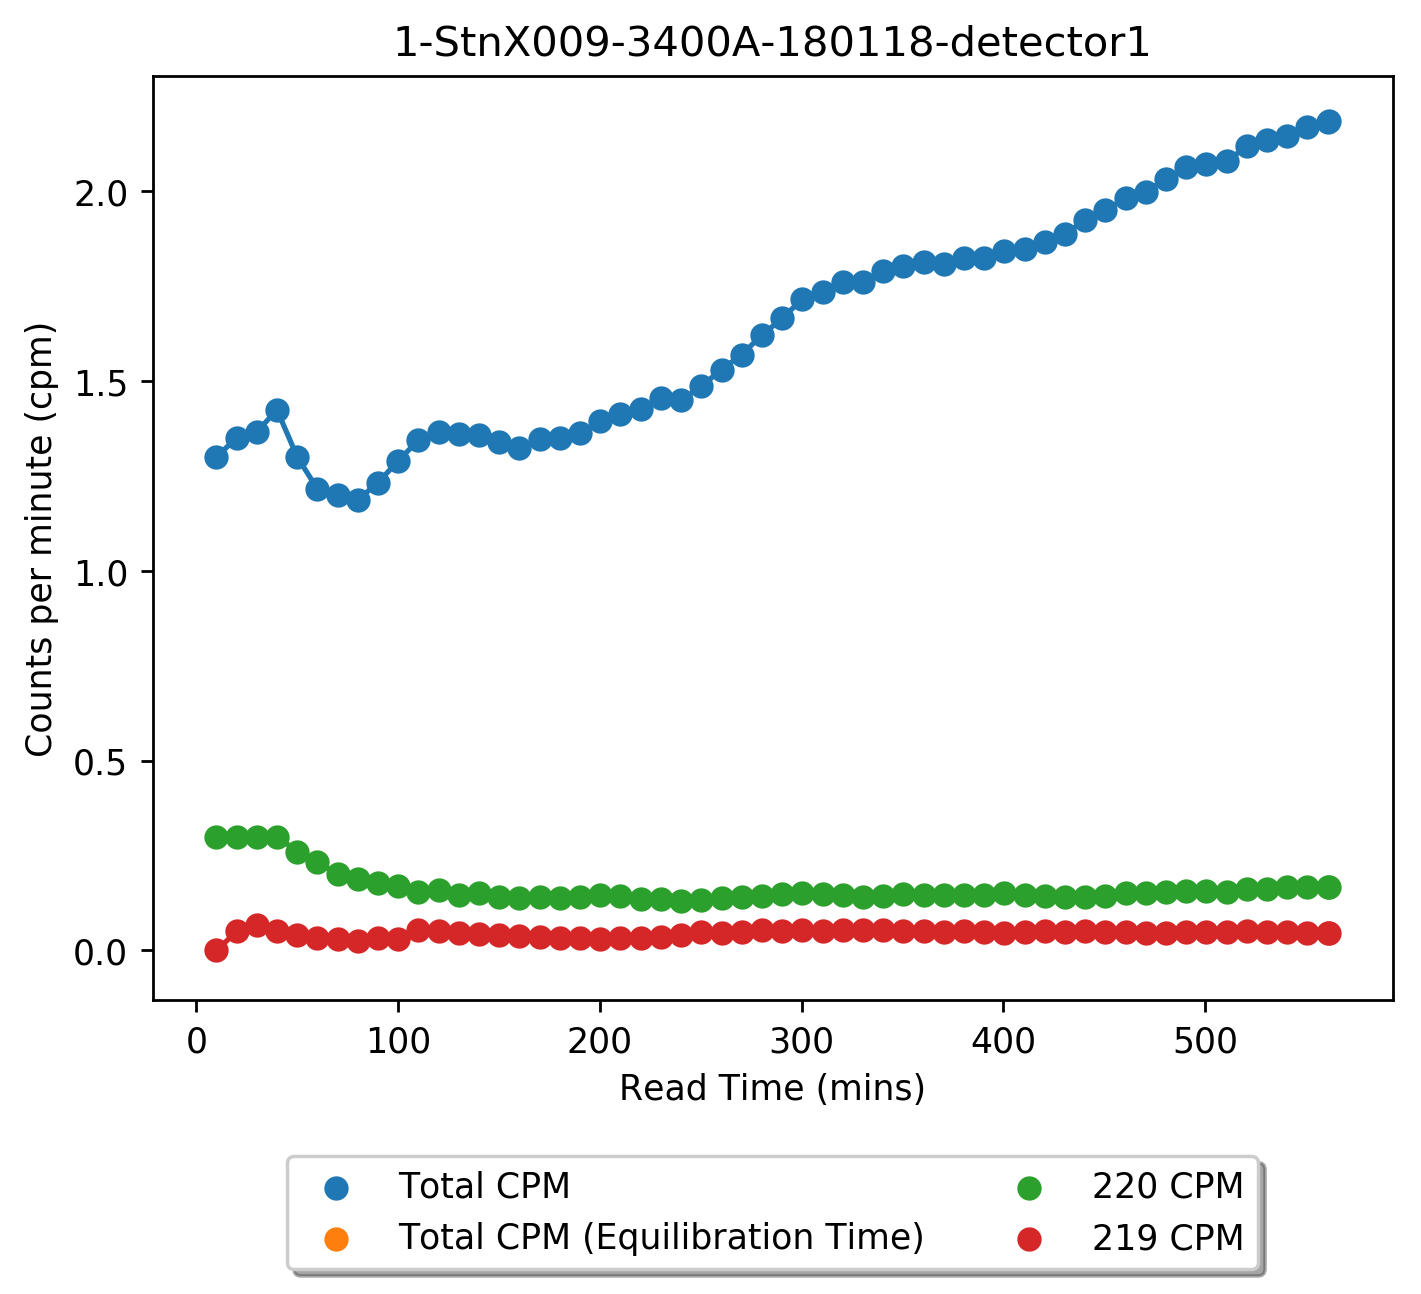 1-StnX009-3400A-180118-detector1
Counts per minute (cpm)
2.0
1.5
1.0
0.5
0.0
0 100 200 300 400 500
Read Time (mins)
Total CPM
Total CPM (Equilibration Time)
220 CPM
219 CPM